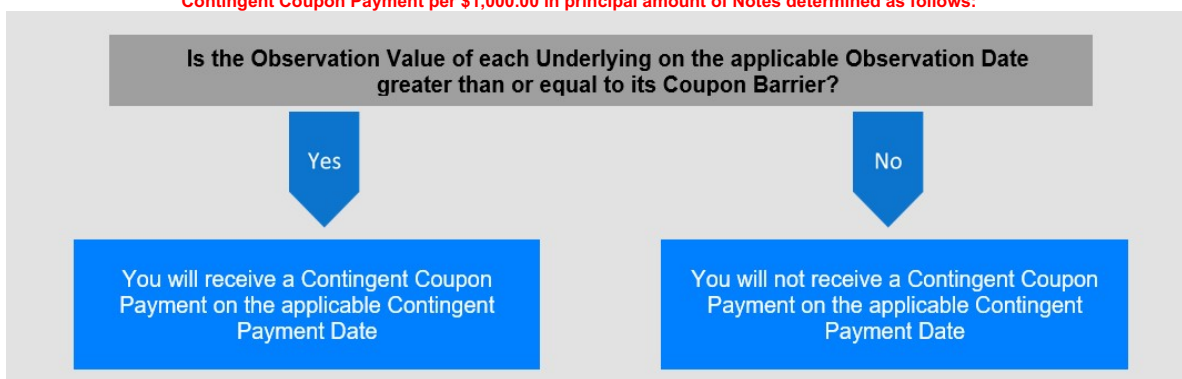 Contingent Coupon Payment per $1,000.00 in principal amount of Notes determined as follows:
Is the Observation Value of each Underlying on the applicable Observation Date
greater than or equal to its Coupon Barrier?
Yes
No
You will receive a Contingent Coupon
Payment on the applicable Contingent
Payment Date
You will not receive a Contingent Coupon
Payment on the applicable Contingent
Payment Date